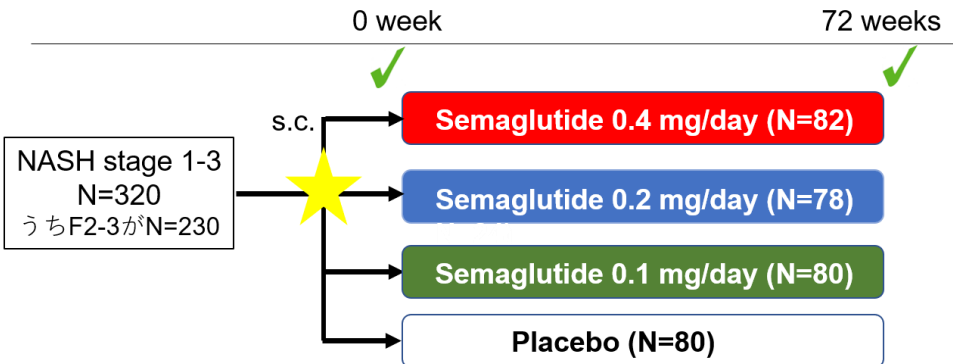 0 week
72 weeks
s.c.
Semaglutide 0.4 mg/day (N=82)
NASH stage 1-3
N=320
うちF2-3がN=230
Semaglutide 0.2 mg/day (N=78)
Semaglutide 0.1 mg/day (N=80)
Placebo (N=80)